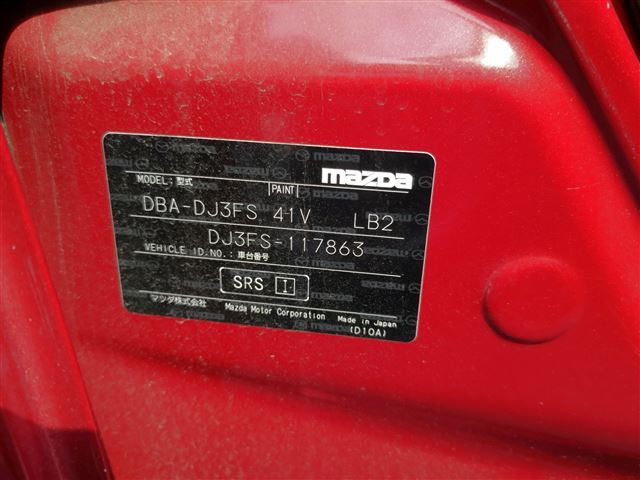 mazda
MODEL:型式 PAINT
DBA-DJ3FS 41V LB2
DJ3FS-117863
VEHICLE ID.NO.:車台番号
SRS I
マツダ株式会社 Mazda Motor Corporation Made in Japan
(D10A)